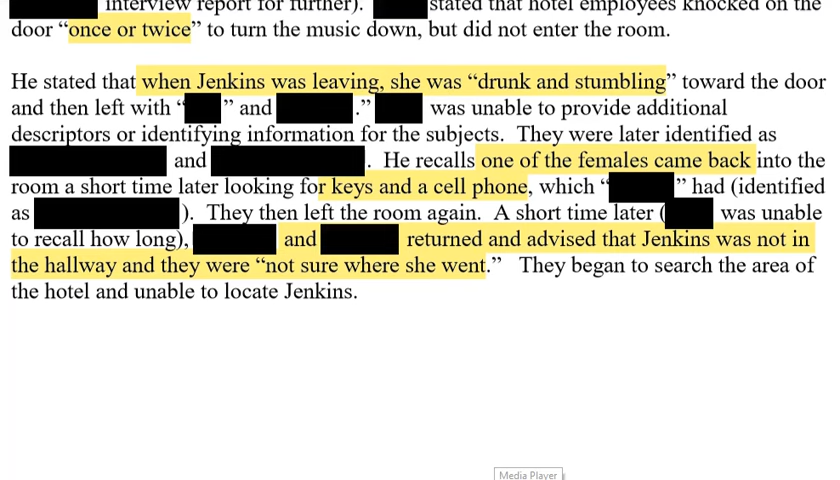 interview report for further). stated that hotel employees knocked on the
door “once or twice” to turn the music down, but did not enter the room.
He stated that when Jenkins was leaving, she was “drunk and stumbling” toward the door
and then left with “ ” and .” was unable to provide additional
descriptors or identifying information for the subjects. They were later identified as
and . He recalls one of the females came back into the
room a short time later looking for keys and a cell phone, which “ ” had (identified
as ). They then left the room again. A short time later ( was unable
to recall how long), and returned and advised that Jenkins was not in
the hallway and they were “not sure where she went.” They began to search the area of
the hotel and unable to locate Jenkins.
Media Player